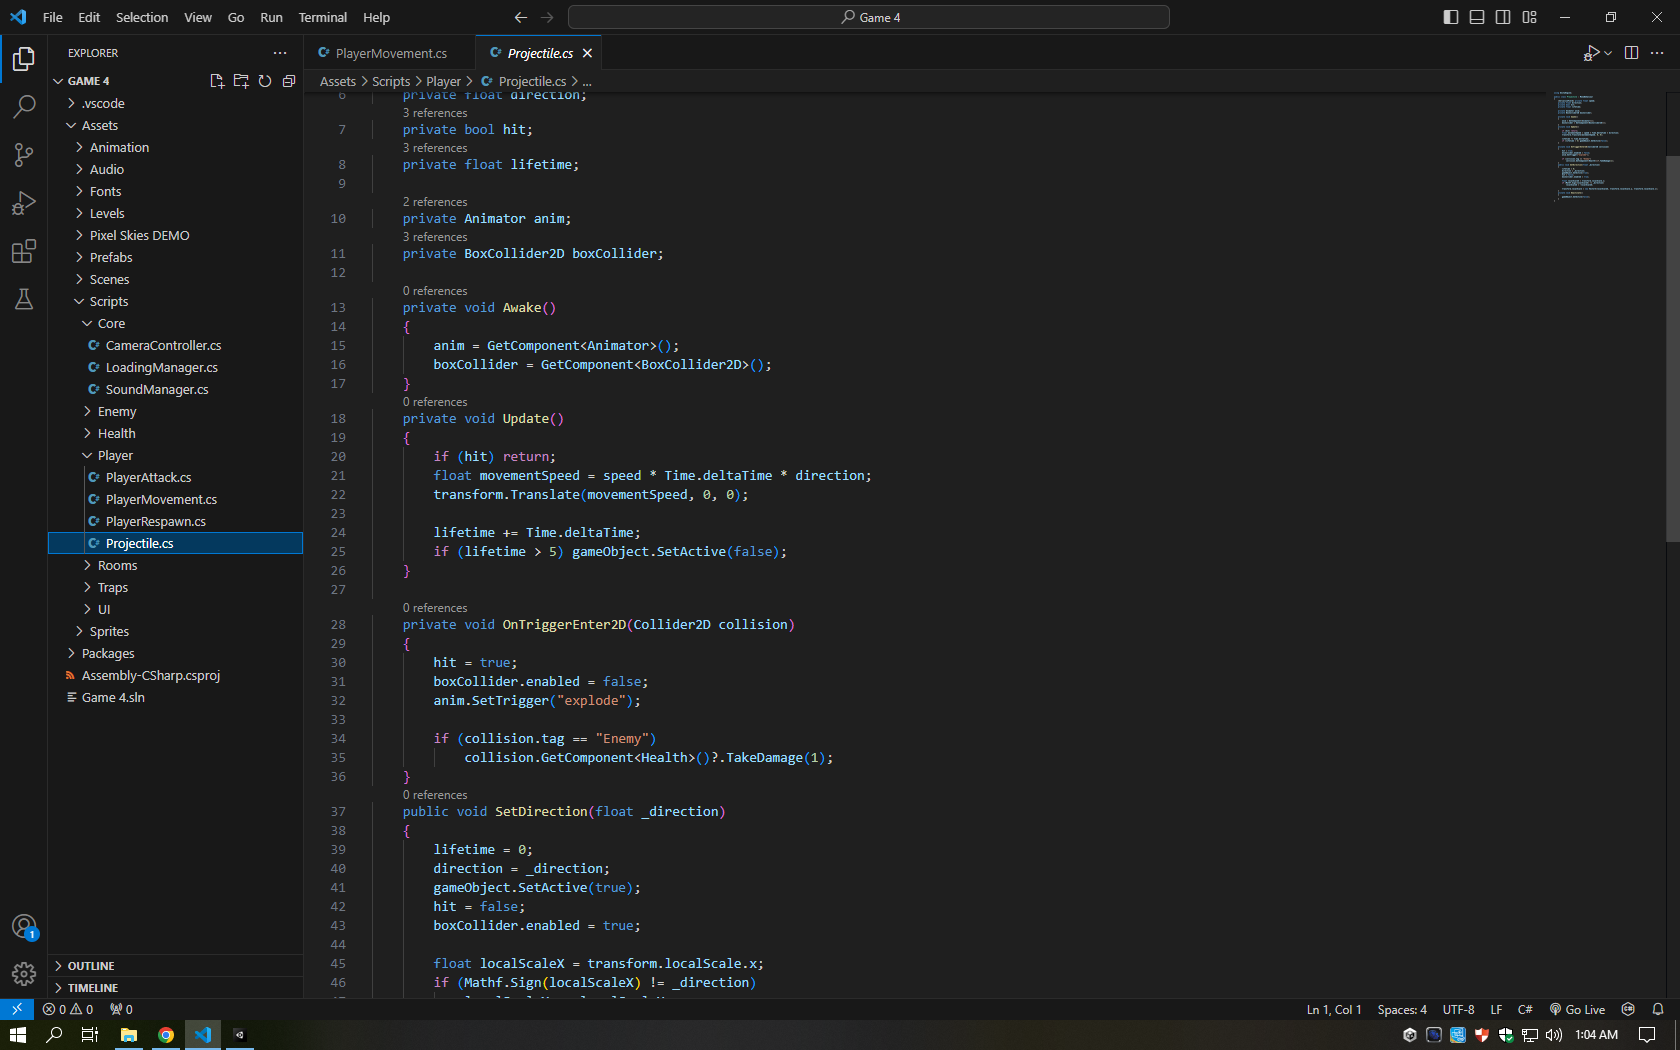 File Edit Selection View Go Run Terminal Help
Game 4
EXPLORER
GAME 4
.vscode
Assets
Animation
Audio
Fonts
Levels
Pixel Skies DEMO
Prefabs
Scenes
Scripts
Core
C# CameraController.cs
C# LoadingManager.cs
C# SoundManager.cs
Enemy
Health
Player
C# PlayerAttack.cs
C# PlayerMovement.cs
C# PlayerRespawn.cs
C# Projectile.cs
Rooms
Traps
UI
Sprites
Packages
Assembly-CSharp.csproj
Game 4.sln
OUTLINE
TIMELINE
C# PlayerMovement.cs C# Projectile.cs
Assets > Scripts > Player > C# Projectile.cs > ...
6 private float direction;
3 references
7 private bool hit;
3 references
8 private float lifetime;
9
2 references
10 private Animator anim;
3 references
11 private BoxCollider2D boxCollider;
12
0 references
13 private void Awake()
14 {
15 anim = GetComponent<Animator>();
16 boxCollider = GetComponent<BoxCollider2D>();
17 }
0 references
18 private void Update()
19 {
20 if (hit) return;
21 float movementSpeed = speed * Time.deltaTime * direction;
22 transform.Translate(movementSpeed, 0, 0);
23
24 lifetime += Time.deltaTime;
25 if (lifetime > 5) gameObject.SetActive(false);
26 }
27
0 references
28 private void OnTriggerEnter2D(Collider2D collision)
29 {
30 hit = true;
31 boxCollider.enabled = false;
32 anim.SetTrigger("explode");
33
34 if (collision.tag == "Enemy")
35 collision.GetComponent<Health>()?.TakeDamage(1);
36 }
0 references
37 public void SetDirection(float _direction)
38 {
39 lifetime = 0;
40 direction = _direction;
41 gameObject.SetActive(true);
42 hit = false;
43 boxCollider.enabled = true;
44
45 float localScaleX = transform.localScale.x;
46 if (Mathf.Sign(localScaleX) != _direction)
1
0 0 0 Ln 1, Col 1 Spaces: 4 UTF-8 LF C# Go Live
1:04 AM